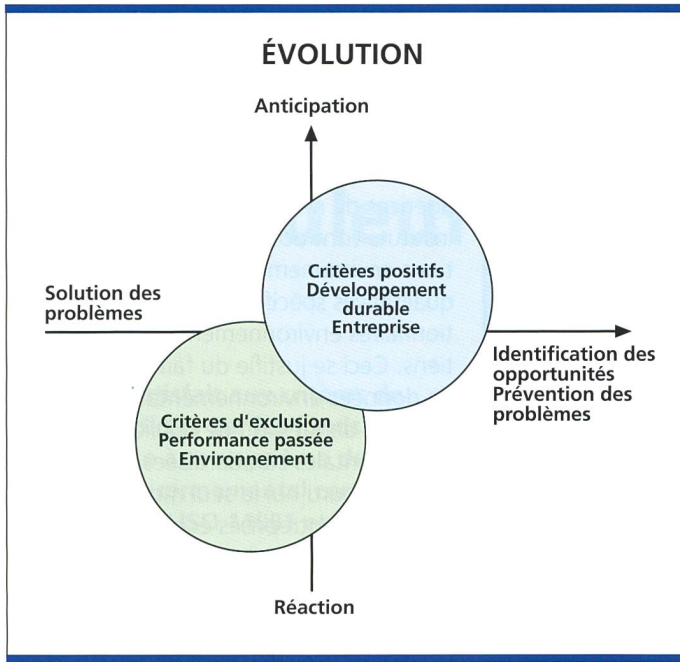 ÉVOLUTION
Anticipation
Critères positifs
Développement
durable
Entreprise
Solution des
problèmes
Identification des
opportunités
Prévention des
problèmes
Critères d'exclusion
Performance passée
Environnement
Réaction